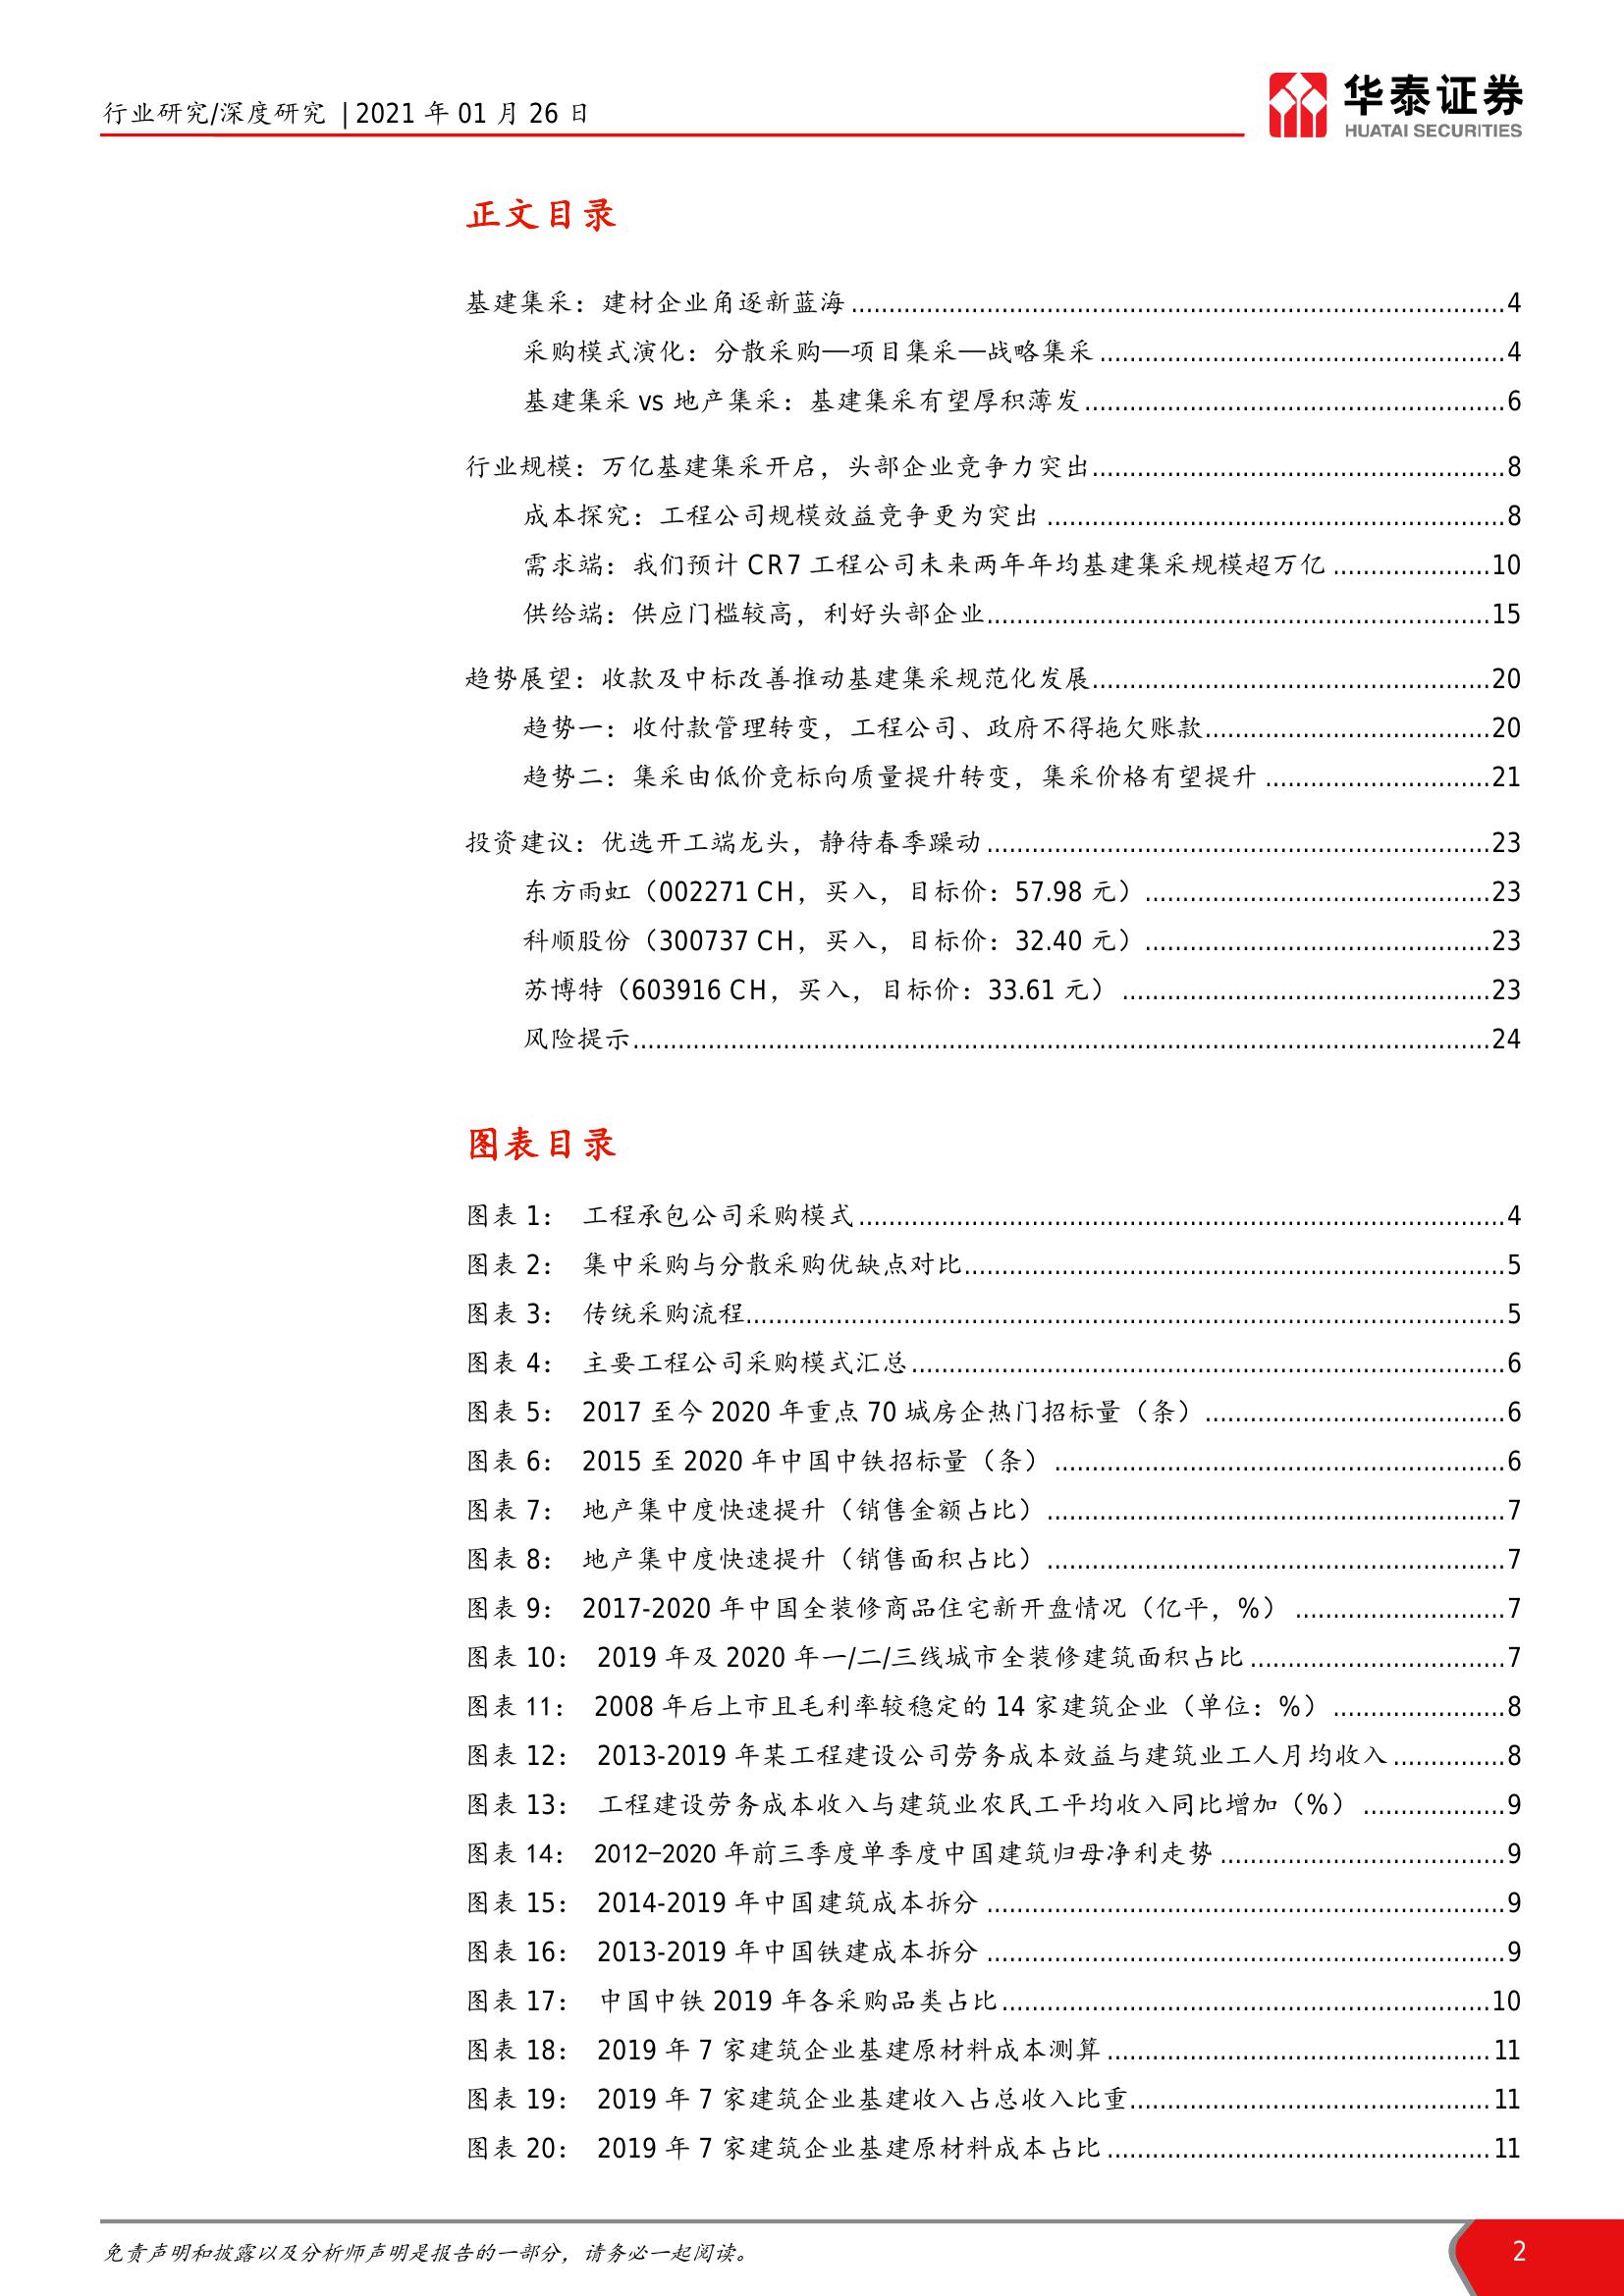 行业研究/深度研究 | 2021 年 01 月 26 日
华泰证券
HUATAI SECURITIES
正文目录
基建集采：建材企业角逐新蓝海 ........ 4
采购模式演化：分散采购—项目集采—战略集采 ........ 4
基建集采 vs 地产集采：基建集采有望厚积薄发 ........ 6
行业规模：万亿基建集采开启，头部企业竞争力突出 ........ 8
成本探究：工程公司规模效益竞争更为突出 ........ 8
需求端：我们预计 CR7 工程公司未来两年年均基建集采规模超万亿 ........ 10
供给端：供应门槛较高，利好头部企业 ........ 15
趋势展望：收款及中标改善推动基建集采规范化发展 ........ 20
趋势一：收付款管理转变，工程公司、政府不得拖欠账款 ........ 20
趋势二：集采由低价竞标向质量提升转变，集采价格有望提升 ........ 21
投资建议：优选开工端龙头，静待春季躁动 ........ 23
东方雨虹（002271 CH，买入，目标价：57.98 元） ........ 23
科顺股份（300737 CH，买入，目标价：32.40 元） ........ 23
苏博特（603916 CH，买入，目标价：33.61 元） ........ 23
风险提示 ........ 24
图表目录
图表 1： 工程承包公司采购模式 ........ 4
图表 2： 集中采购与分散采购优缺点对比 ........ 5
图表 3： 传统采购流程 ........ 5
图表 4： 主要工程公司采购模式汇总 ........ 6
图表 5： 2017 至今 2020 年重点 70 城房企热门招标量（条） ........ 6
图表 6： 2015 至 2020 年中国中铁招标量（条） ........ 6
图表 7： 地产集中度快速提升（销售金额占比） ........ 7
图表 8： 地产集中度快速提升（销售面积占比） ........ 7
图表 9： 2017-2020 年中国全装修商品住宅新开盘情况（亿平，%） ........ 7
图表 10： 2019 年及 2020 年一/二/三线城市全装修建筑面积占比 ........ 7
图表 11： 2008 年后上市且毛利率较稳定的 14 家建筑企业（单位：%） ........ 8
图表 12： 2013-2019 年某工程建设公司劳务成本效益与建筑业工人月均收入 ........ 8
图表 13： 工程建设劳务成本收入与建筑业农民工平均收入同比增加（%） ........ 9
图表 14： 2012-2020 年前三季度单季度中国建筑归母净利走势 ........ 9
图表 15： 2014-2019 年中国建筑成本拆分 ........ 9
图表 16： 2013-2019 年中国铁建成本拆分 ........ 9
图表 17： 中国中铁 2019 年各采购品类占比 ........ 10
图表 18： 2019 年 7 家建筑企业基建原材料成本测算 ........ 11
图表 19： 2019 年 7 家建筑企业基建收入占总收入比重 ........ 11
图表 20： 2019 年 7 家建筑企业基建原材料成本占比 ........ 11
免责声明和披露以及分析师声明是报告的一部分，请务必一起阅读。
2